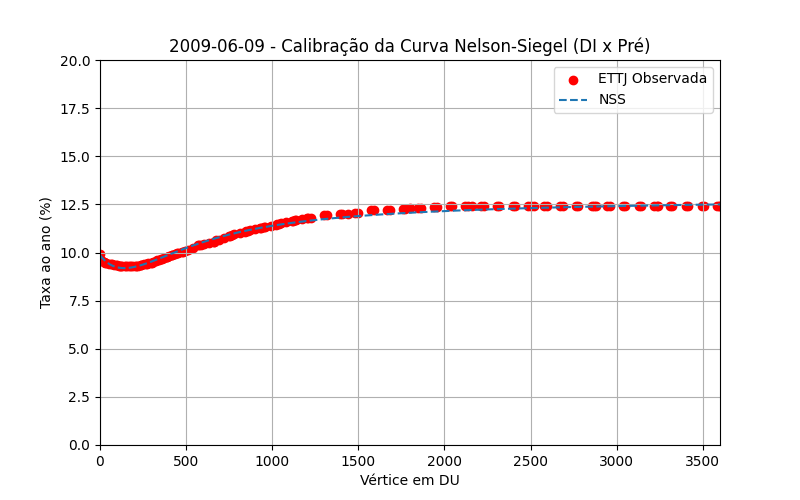 2009-06-09 - Calibração da Curva Nelson-Siegel (DI x Pré)
ETTJ Observada
NSS
Taxa ao ano (%)
20.0
17.5
15.0
12.5
10.0
7.5
5.0
2.5
0.0
0 500 1000 1500 2000 2500 3000 3500
Vértice em DU